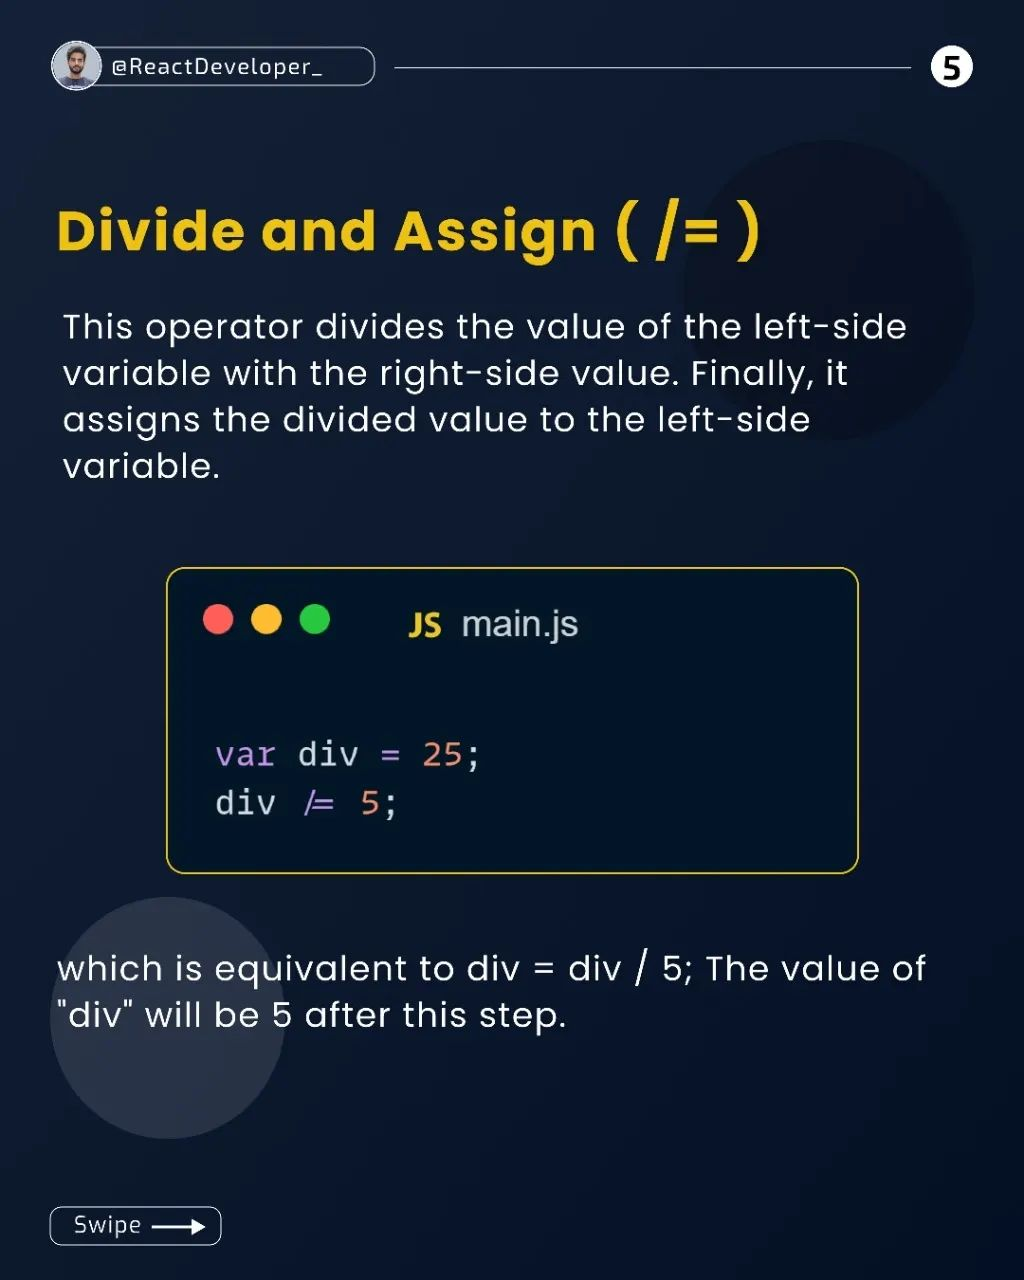 @ReactDeveloper_
5
Divide and Assign ( /= )
This operator divides the value of the left-side
variable with the right-side value. Finally, it
assigns the divided value to the left-side
variable.
JS main.js
var div = 25;
div /= 5;
which is equivalent to div = div / 5; The value of
"div" will be 5 after this step.
Swipe